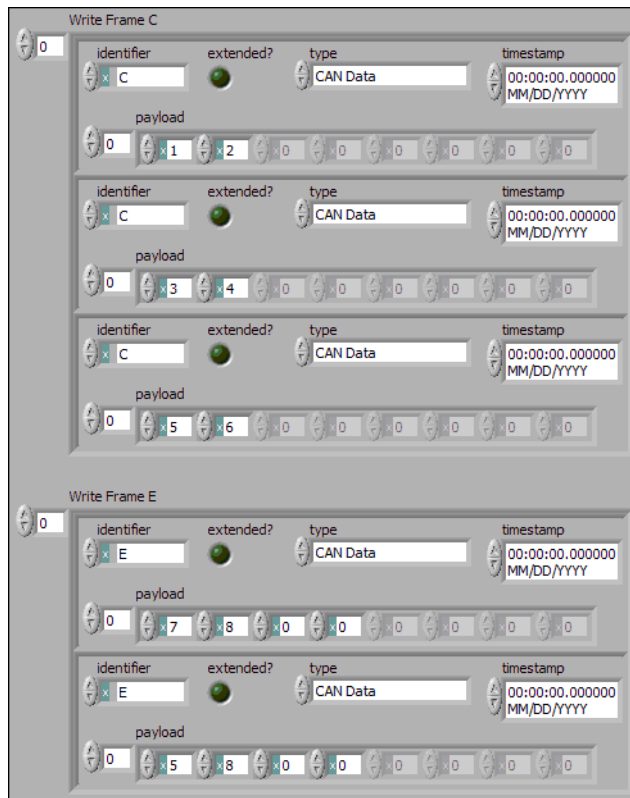 Write Frame C
0
identifier extended? type timestamp
x C CAN Data 00:00:00.000000
MM/DD/YYYY
payload
0 x 1 x 2 x 0 x 0 x 0 x 0 x 0 x 0
identifier extended? type timestamp
x C CAN Data 00:00:00.000000
MM/DD/YYYY
payload
0 x 3 x 4 x 0 x 0 x 0 x 0 x 0 x 0
identifier extended? type timestamp
x C CAN Data 00:00:00.000000
MM/DD/YYYY
payload
0 x 5 x 6 x 0 x 0 x 0 x 0 x 0 x 0
Write Frame E
0
identifier extended? type timestamp
x E CAN Data 00:00:00.000000
MM/DD/YYYY
payload
0 x 7 x 8 x 0 x 0 x 0 x 0 x 0 x 0
identifier extended? type timestamp
x E CAN Data 00:00:00.000000
MM/DD/YYYY
payload
0 x 5 x 8 x 0 x 0 x 0 x 0 x 0 x 0